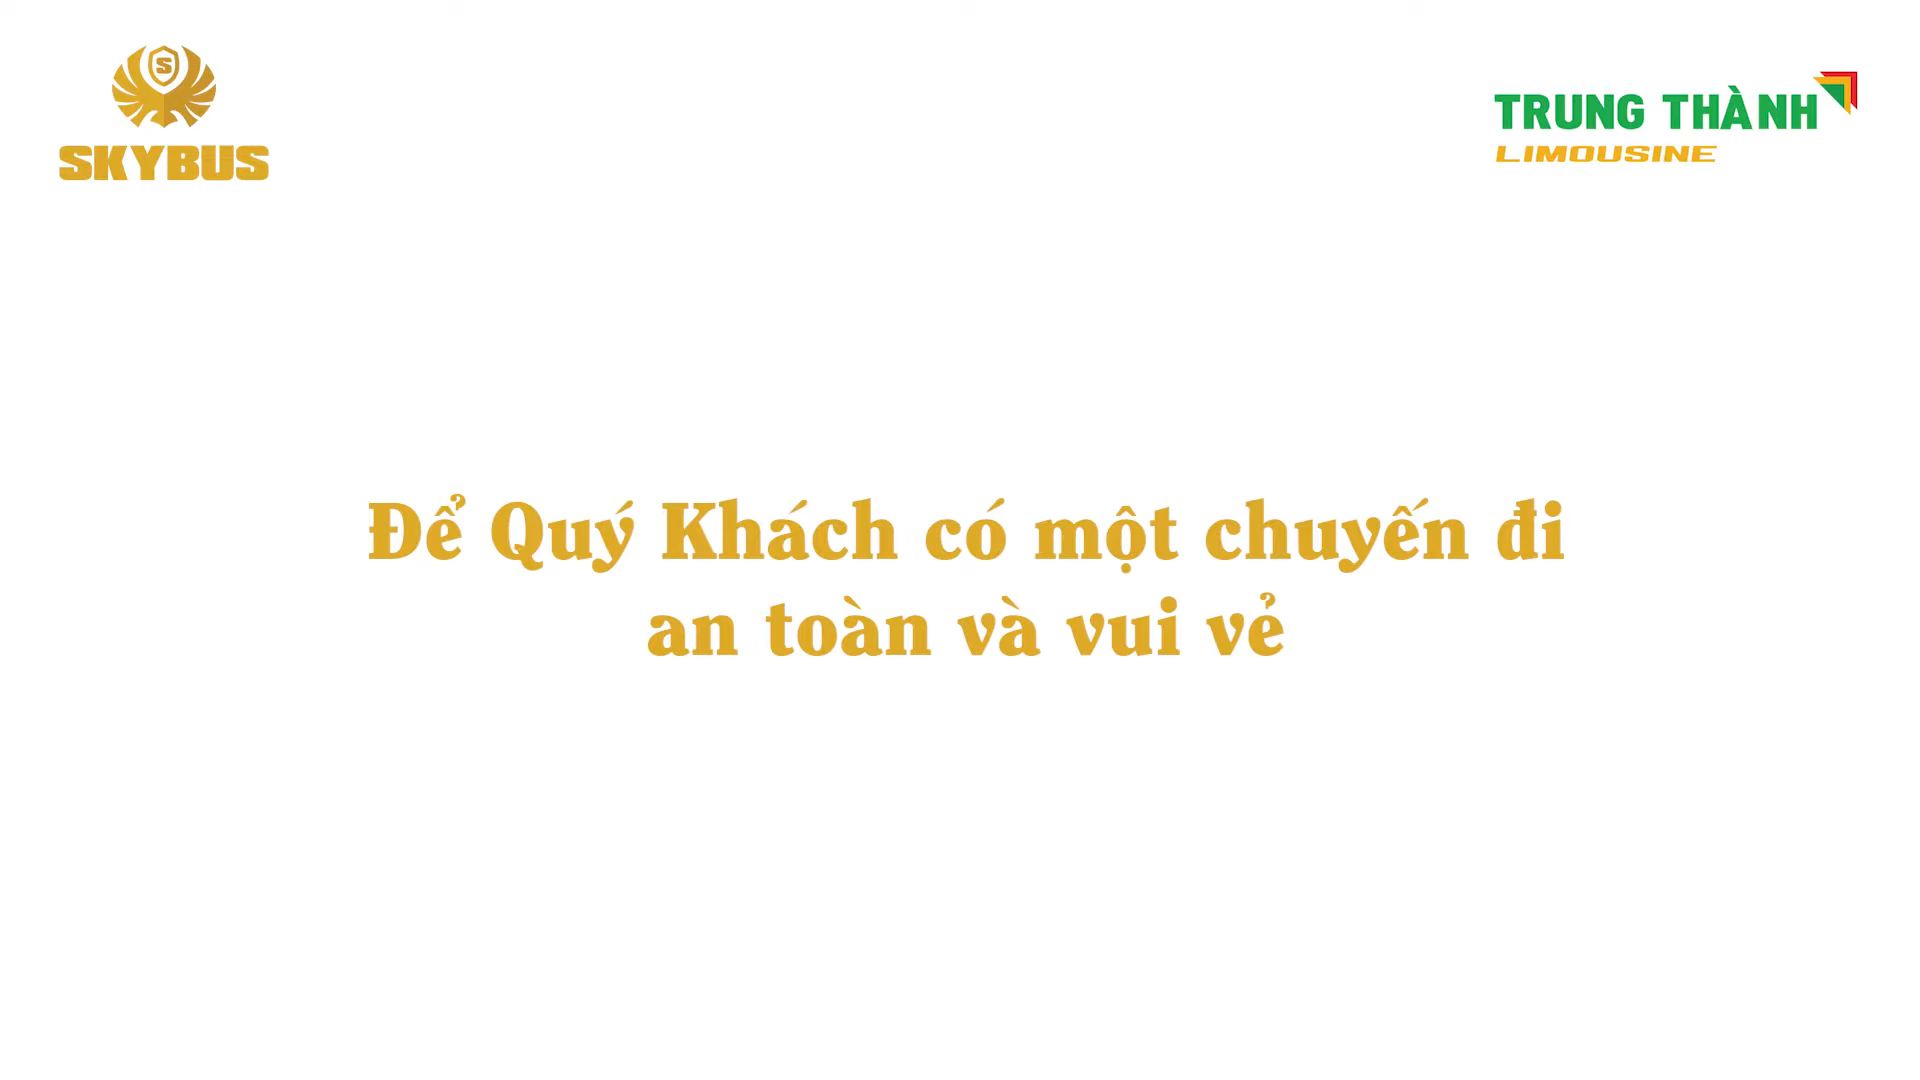 S
SKYBUS
TRUNG THÀNH
LIMOUSINE
Để Quý Khách có một chuyến đi
an toàn và vui vẻ